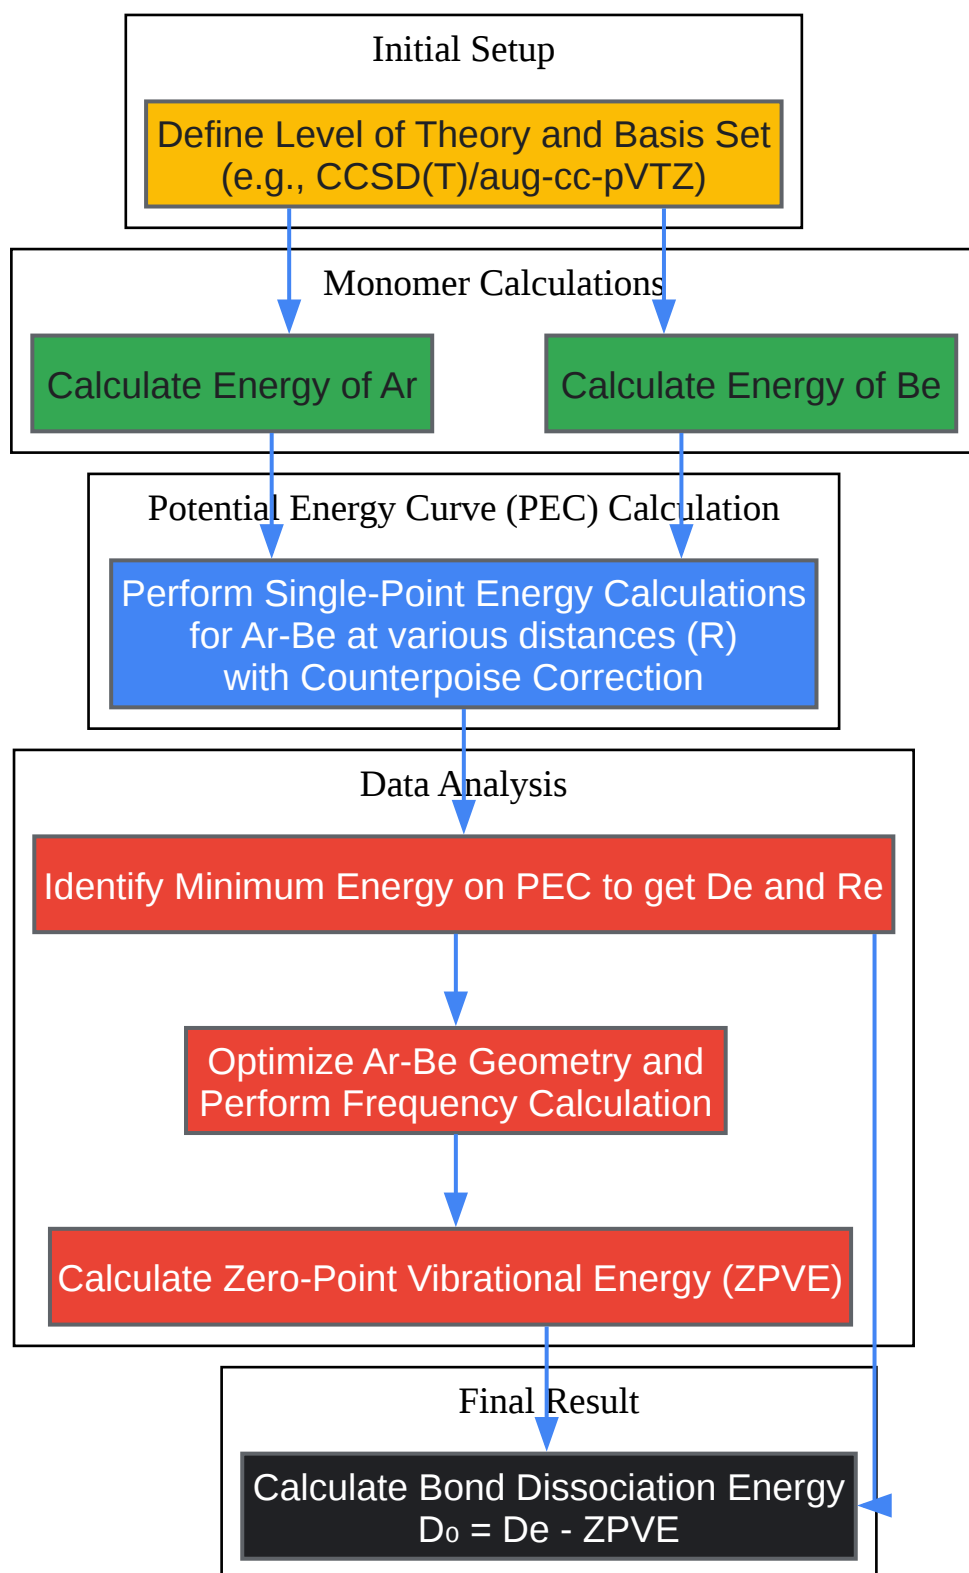 Initial Setup
Define Level of Theory and Basis Set
(e.g., CCSD(T)/aug-cc-pVTZ)
Monomer Calculations
Calculate Energy of Ar
Calculate Energy of Be
Potential Energy Curve (PEC) Calculation
Perform Single-Point Energy Calculations
for Ar-Be at various distances (R)
with Counterpoise Correction
Data Analysis
Identify Minimum Energy on PEC to get De and Re
Optimize Ar-Be Geometry and
Perform Frequency Calculation
Calculate Zero-Point Vibrational Energy (ZPVE)
Final Result
Calculate Bond Dissociation Energy
D₀ = De - ZPVE